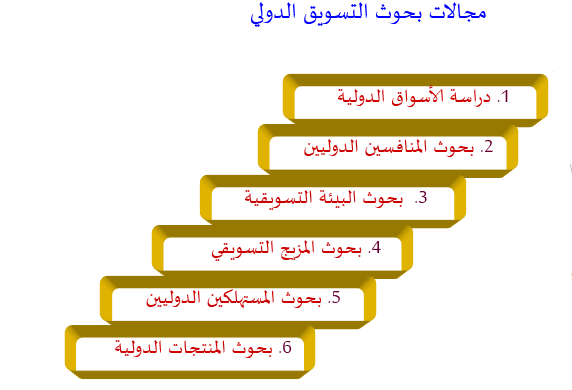 مجالات بحوث التسويق الدولي
1. دراسة الأسواق الدولية
2. بحوث المنافسين الدوليين
3. بحوث البيئة التسويقية
4. بحوث المزيج التسويقي
5. بحوث المستهلكين الدوليين
6. بحوث المنتجات الدولية